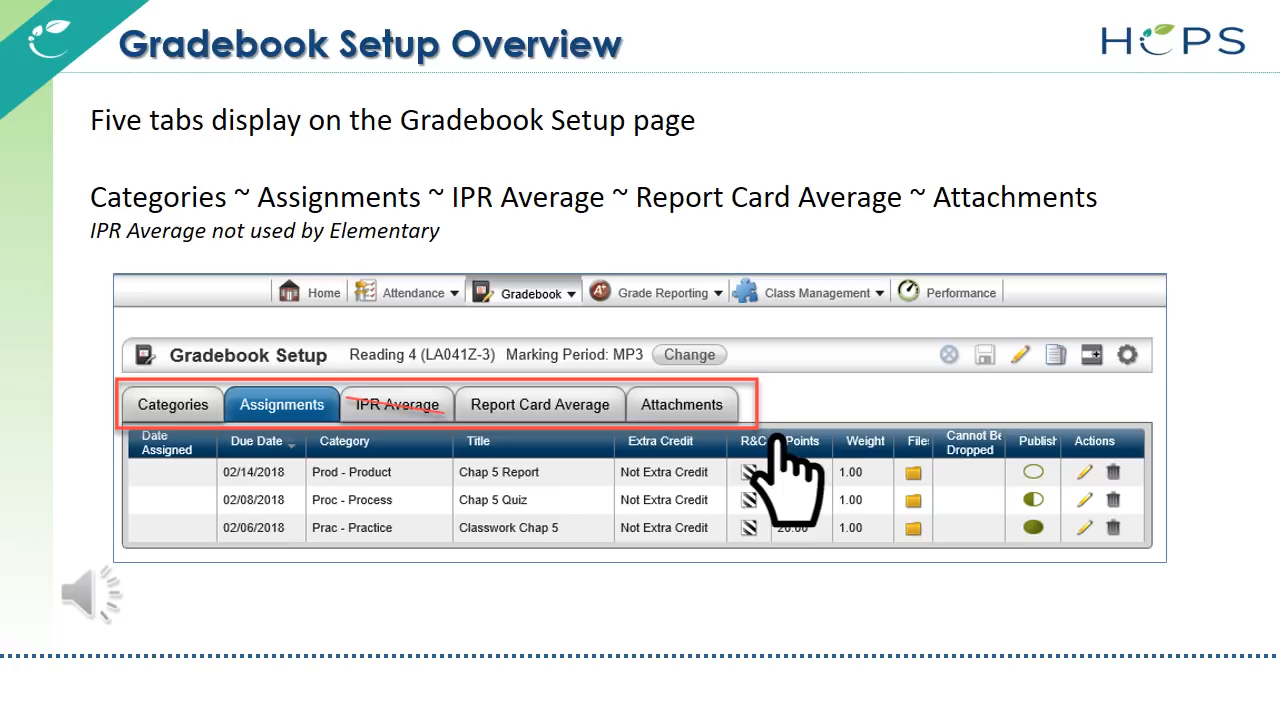 Gradebook Setup Overview
HCPS
Five tabs display on the Gradebook Setup page
Categories ~ Assignments ~ IPR Average ~ Report Card Average ~ Attachments
IPR Average not used by Elementary
Home Attendance Gradebook Grade Reporting Class Management Performance
Gradebook Setup Reading 4 (LA041Z-3) Marking Period: MP3 Change
Categories Assignments IPR Average Report Card Average Attachments
Date Assigned Due Date Category Title Extra Credit R&C Points Weight Files Cannot Be Dropped Publish Actions
02/14/2018 Prod - Product Chap 5 Report Not Extra Credit 1.00
02/08/2018 Proc - Process Chap 5 Quiz Not Extra Credit 1.00
02/06/2018 Prac - Practice Classwork Chap 5 Not Extra Credit 20.00 1.00